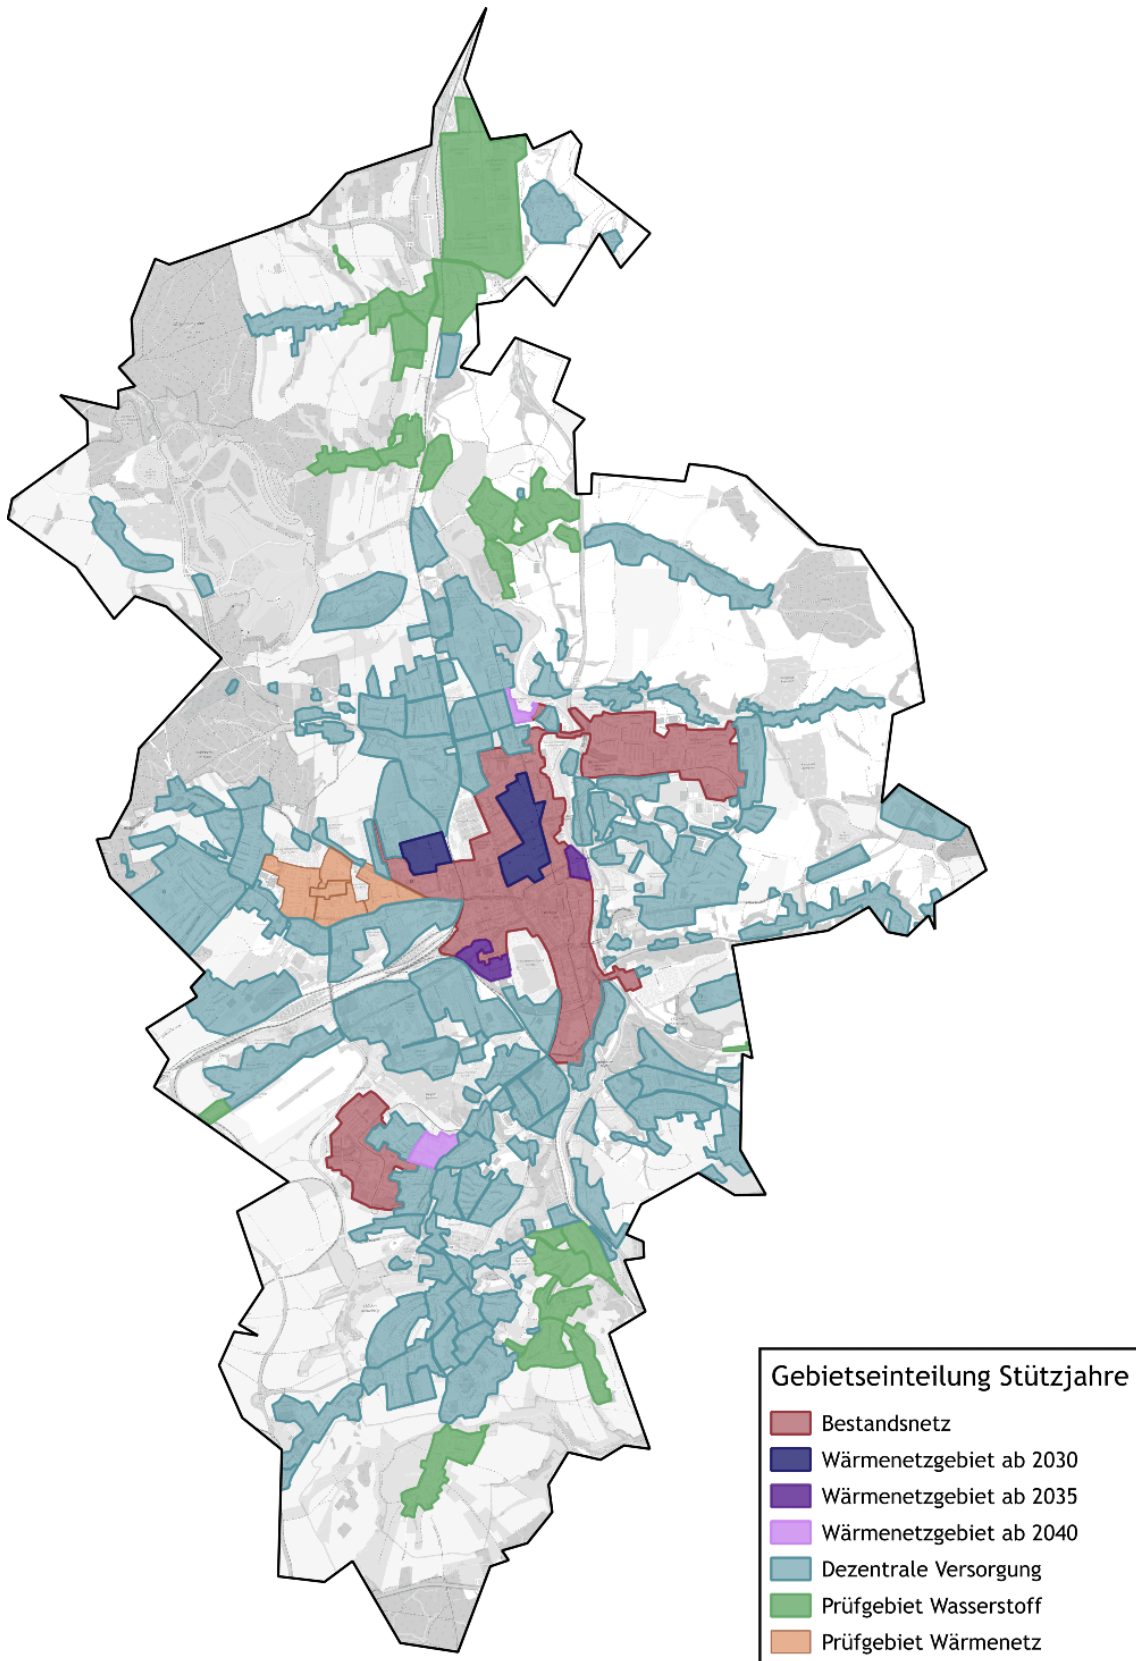 Gebietseinteilung Stützjahre
Bestandsnetz
Wärmenetzgebiet ab 2030
Wärmenetzgebiet ab 2035
Wärmenetzgebiet ab 2040
Dezentrale Versorgung
Prüfgebiet Wasserstoff
Prüfgebiet Wärmenetz